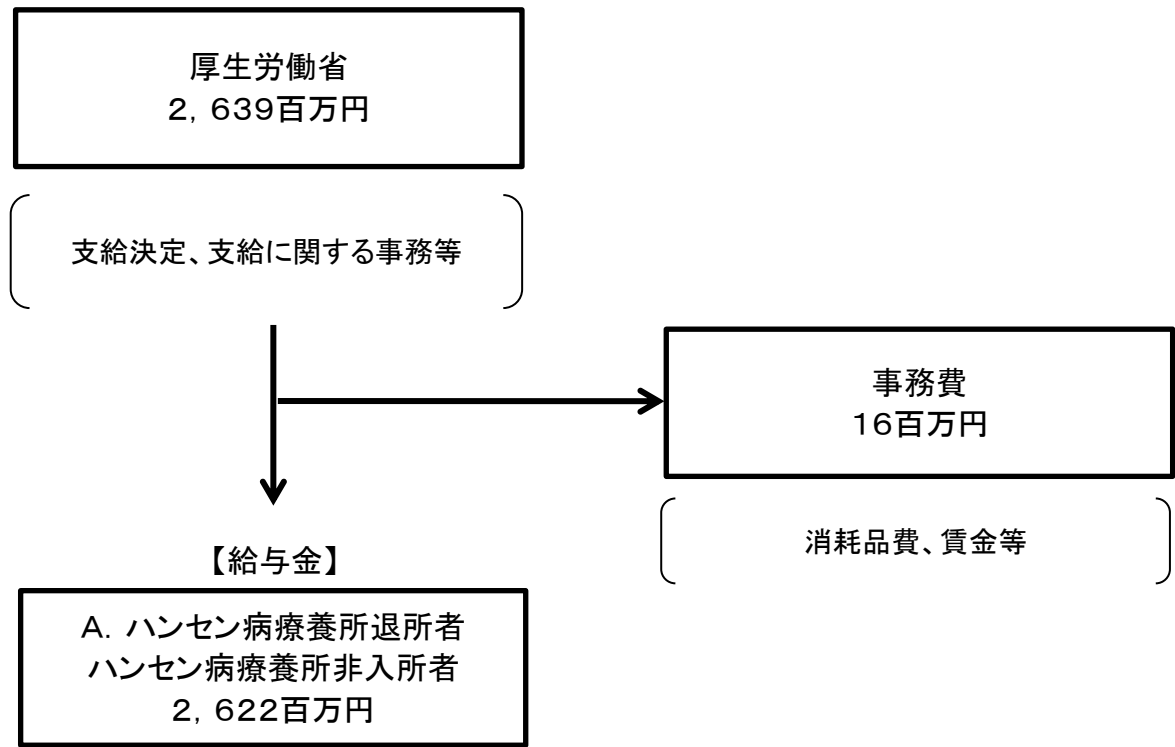 厚生労働省
２，６３９百万円
支給決定、支給に関する事務等
事務費
１６百万円
消耗品費、賃金等
【給与金】
Ａ．ハンセン病療養所退所者
ハンセン病療養所非入所者
２，６２２百万円